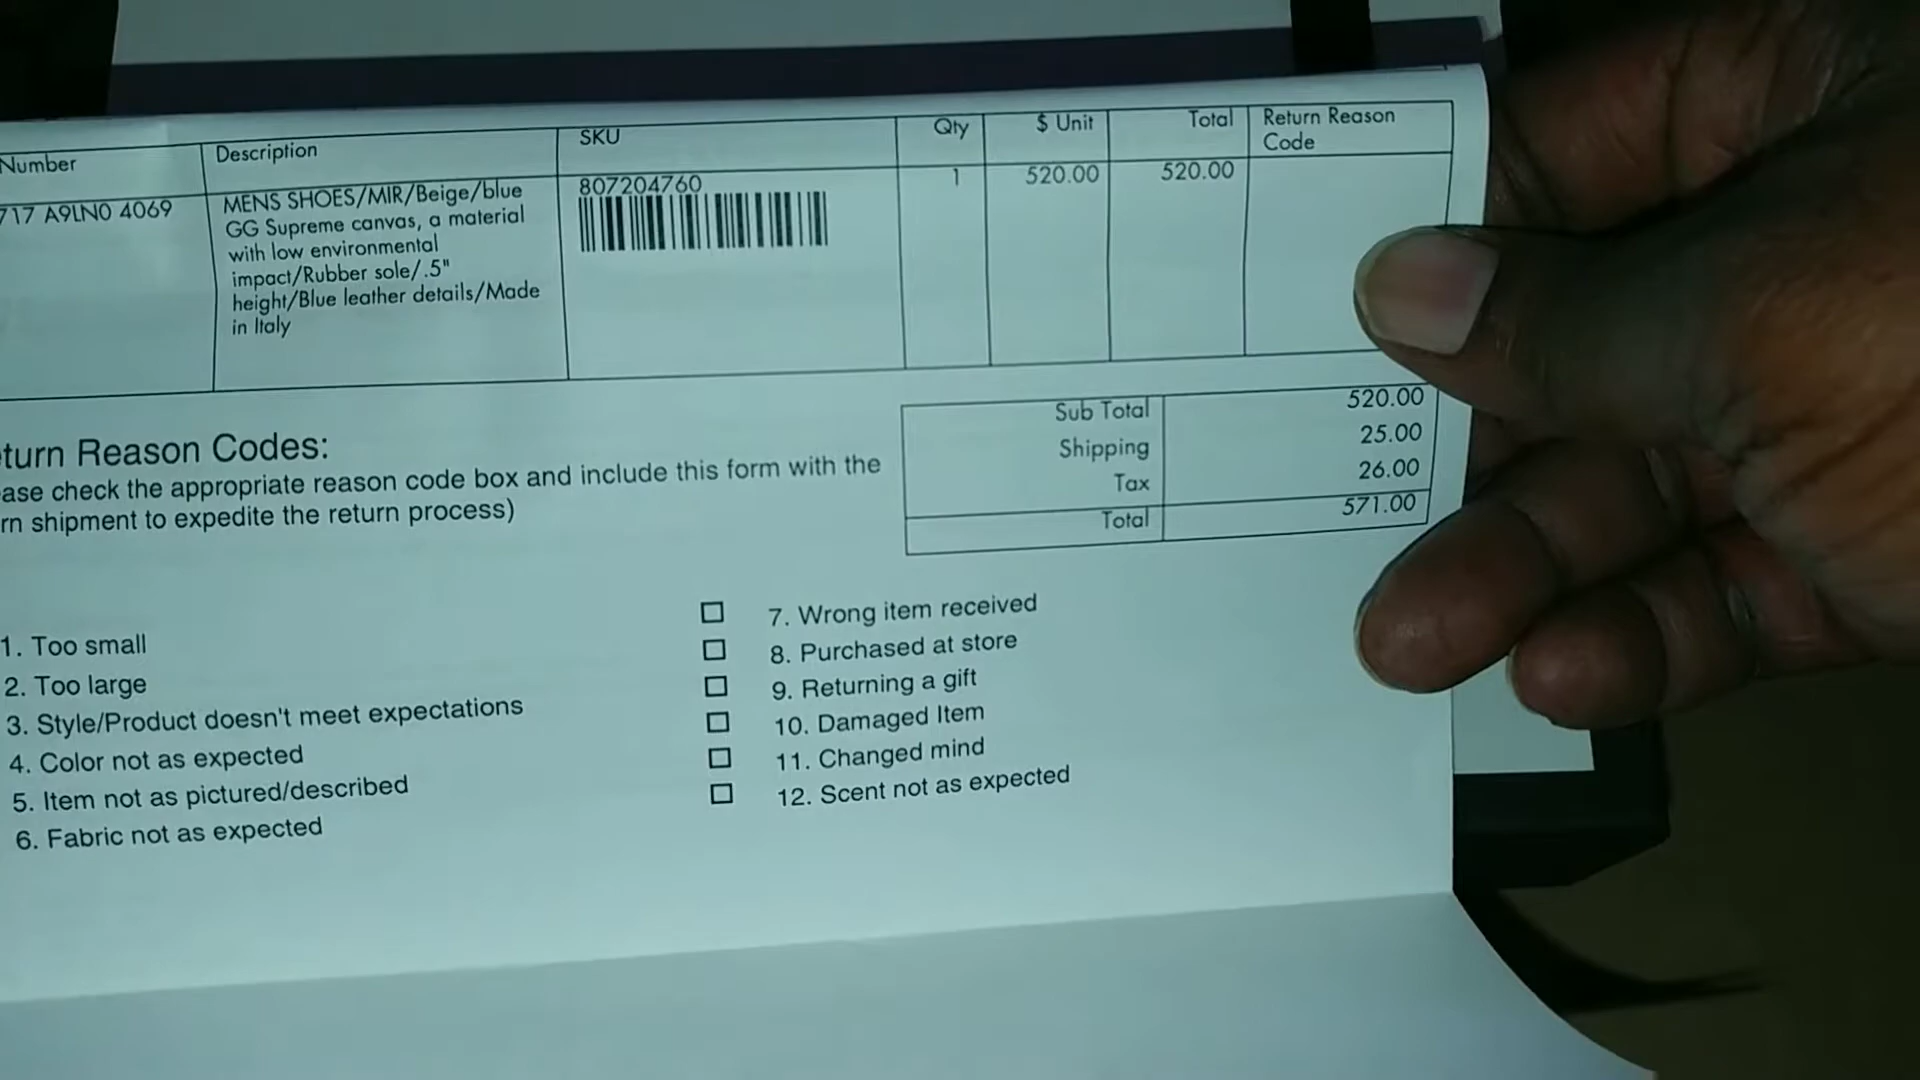 Number Description SKU Qty $ Unit Total Return Reason
Code
717 A9LN0 4069 MENS SHOES/MIR/Beige/blue 807204760 1 520.00 520.00
GG Supreme canvas, a material
with low environmental
impact/Rubber sole/.5"
height/Blue leather details/Made
in Italy
Sub Total 520.00
Shipping 25.00
Tax 26.00
Total 571.00
turn Reason Codes:
ase check the appropriate reason code box and include this form with the
rn shipment to expedite the return process)
1. Too small
2. Too large
3. Style/Product doesn't meet expectations
4. Color not as expected
5. Item not as pictured/described
6. Fabric not as expected
7. Wrong item received
8. Purchased at store
9. Returning a gift
10. Damaged Item
11. Changed mind
12. Scent not as expected